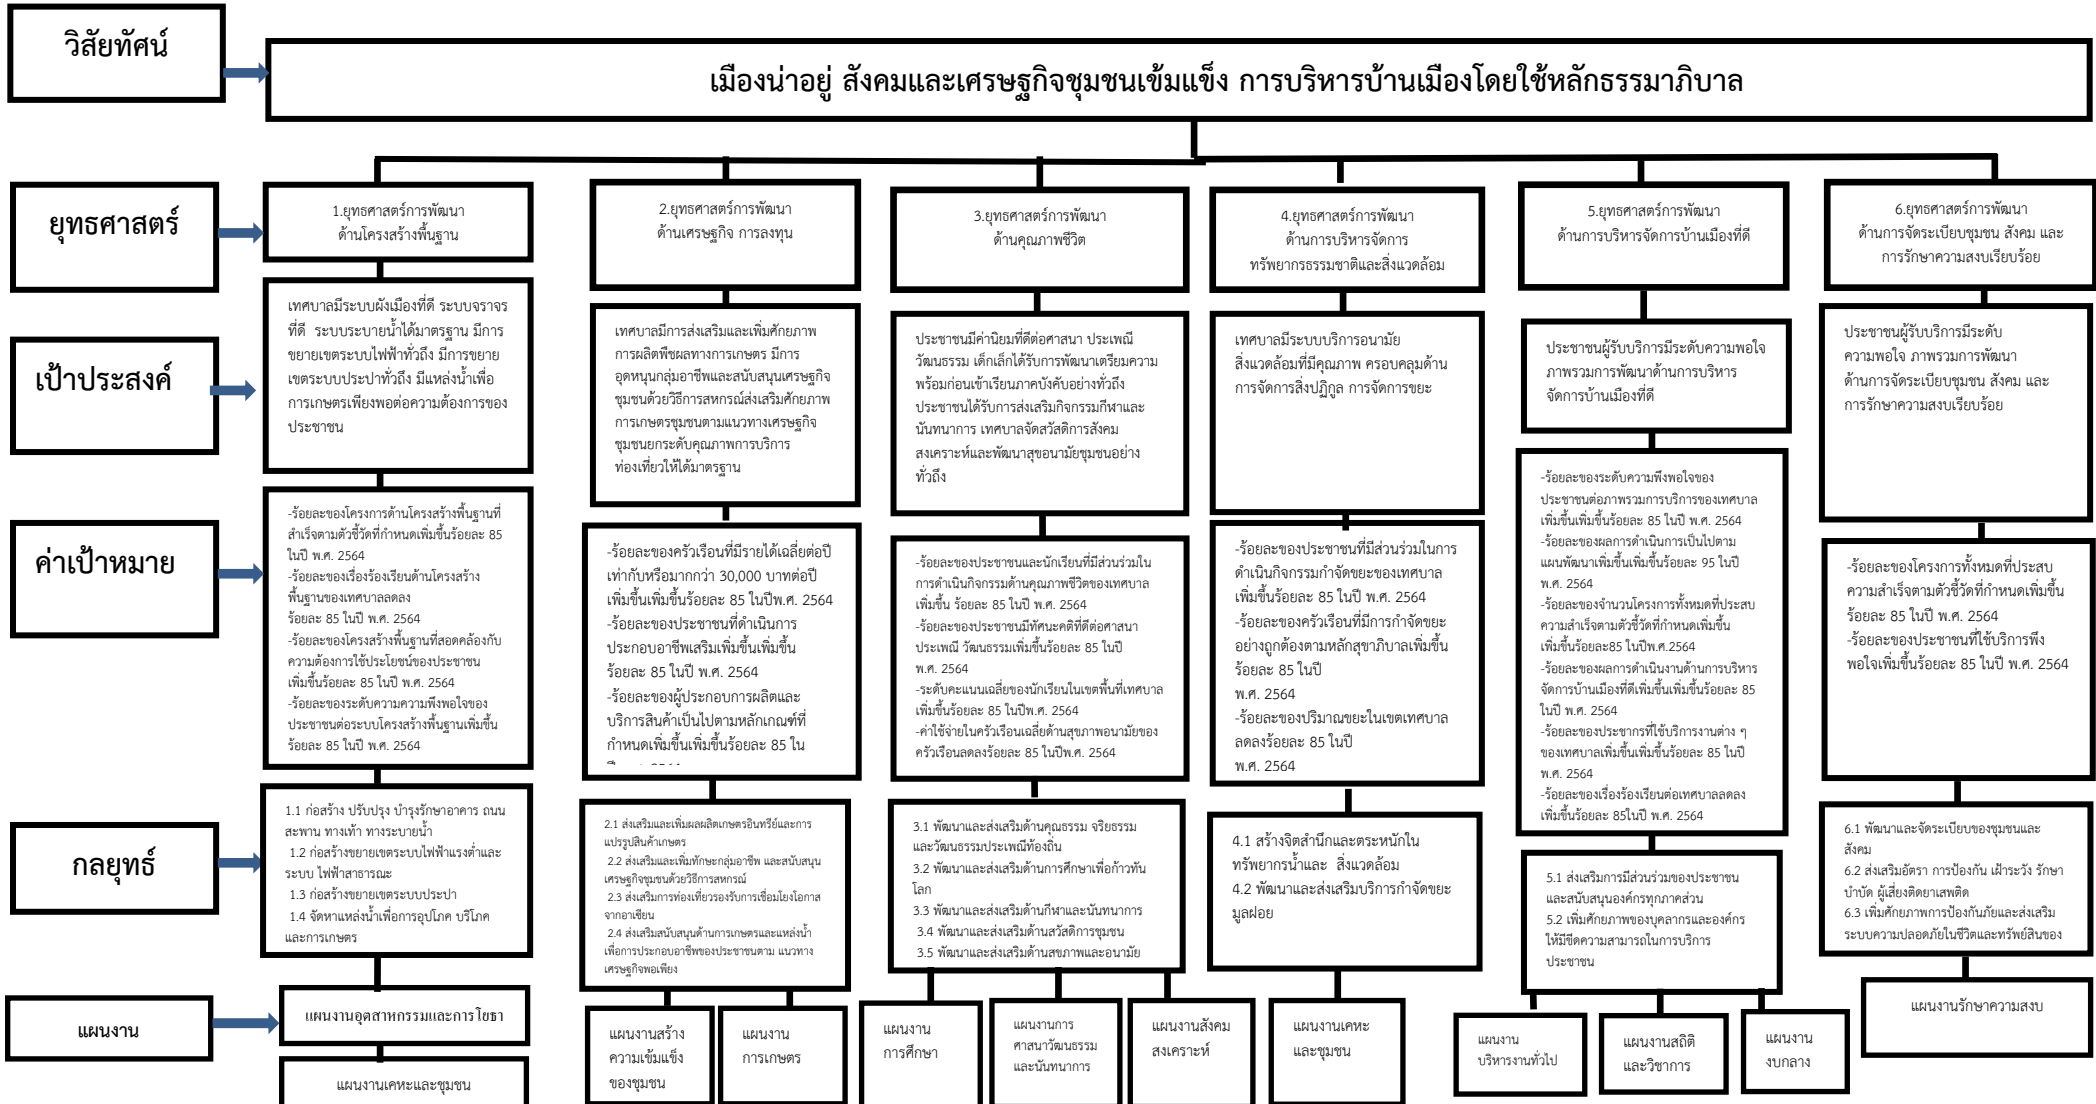 วิสัยทัศน์
เมืองน่าอยู่ สังคมและเศรษฐกิจชุมชนเข้มแข็ง การบริหารบ้านเมืองโดยใช้หลักธรรมาภิบาล
ยุทธศาสตร์
1.ยุทธศาสตร์การพัฒนา
ด้านโครงสร้างพื้นฐาน
2.ยุทธศาสตร์การพัฒนา
ด้านเศรษฐกิจ การลงทุน
3.ยุทธศาสตร์การพัฒนา
ด้านคุณภาพชีวิต
4.ยุทธศาสตร์การพัฒนา
ด้านการบริหารจัดการ
ทรัพยากรธรรมชาติและสิ่งแวดล้อม
5.ยุทธศาสตร์การพัฒนา
ด้านการบริหารจัดการบ้านเมืองที่ดี
6.ยุทธศาสตร์การพัฒนา
ด้านการจัดระเบียบชุมชน สังคม และ
การรักษาความสงบเรียบร้อย
เป้าประสงค์
เทศบาลมีระบบผังเมืองที่ดี ระบบจราจร
ที่ดี ระบบระบายน้ำได้มาตรฐาน มีการ
ขยายเขตระบบไฟฟ้าทั่วถึง มีการขยาย
เขตระบบประปาทั่วถึง มีแหล่งน้ำเพื่อ
การเกษตรเพียงพอต่อความต้องการของ
ประชาชน
เทศบาลมีการส่งเสริมและเพิ่มศักยภาพ
การผลิตพืชผลทางการเกษตร มีการ
อุดหนุนกลุ่มอาชีพและสนับสนุนเศรษฐกิจ
ชุมชนด้วยวิธีการสหกรณ์ส่งเสริมศักยภาพ
การเกษตรชุมชนตามแนวทางเศรษฐกิจ
ชุมชนยกระดับคุณภาพการบริการ
ท่องเที่ยวให้ได้มาตรฐาน
ประชาชนมีค่านิยมที่ดีต่อศาสนา ประเพณี
วัฒนธรรม เด็กเล็กได้รับการพัฒนาเตรียมความ
พร้อมก่อนเข้าเรียนภาคบังคับอย่างทั่วถึง
ประชาชนได้รับการส่งเสริมกิจกรรมกีฬาและ
นันทนาการ เทศบาลจัดสวัสดิการสังคม
สงเคราะห์และพัฒนาสุขอนามัยชุมชนอย่าง
ทั่วถึง
เทศบาลมีระบบบริการอนามัย
สิ่งแวดล้อมที่มีคุณภาพ ครอบคลุมด้าน
การจัดการสิ่งปฏิกูล การจัดการขยะ
ประชาชนผู้รับบริการมีระดับความพอใจ
ภาพรวมการพัฒนาด้านการบริหาร
จัดการบ้านเมืองที่ดี
ประชาชนผู้รับบริการมีระดับ
ความพอใจ ภาพรวมการพัฒนา
ด้านการจัดระเบียบชุมชน สังคม และ
การรักษาความสงบเรียบร้อย
ค่าเป้าหมาย
-ร้อยละของโครงการด้านโครงสร้างพื้นฐานที่
สำเร็จตามตัวชี้วัดที่กำหนดเพิ่มขึ้นร้อยละ 85
ในปี พ.ศ. 2564
-ร้อยละของเรื่องร้องเรียนด้านโครงสร้าง
พื้นฐานของเทศบาลลดลง
ร้อยละ 85 ในปี พ.ศ. 2564
-ร้อยละของโครงสร้างพื้นฐานที่สอดคล้องกับ
ความต้องการใช้ประโยชน์ของประชาชน
เพิ่มขึ้นร้อยละ 85 ในปี พ.ศ. 2564
-ร้อยละของระดับความความพึงพอใจของ
ประชาชนต่อระบบโครงสร้างพื้นฐานเพิ่มขึ้น
ร้อยละ 85 ในปี พ.ศ. 2564
-ร้อยละของครัวเรือนที่มีรายได้เฉลี่ยต่อปี
เท่ากับหรือมากกว่า 30,000 บาทต่อปี
เพิ่มขึ้นเพิ่มขึ้นร้อยละ 85 ในปีพ.ศ. 2564
-ร้อยละของประชาชนที่ดำเนินการ
ประกอบอาชีพเสริมเพิ่มขึ้นเพิ่มขึ้น
ร้อยละ 85 ในปี พ.ศ. 2564
-ร้อยละของผู้ประกอบการผลิตและ
บริการสินค้าเป็นไปตามหลักเกณฑ์ที่
กำหนดเพิ่มขึ้นเพิ่มขึ้นร้อยละ 85 ใน
-ร้อยละของประชาชนและนักเรียนที่มีส่วนร่วมใน
การดำเนินกิจกรรมด้านคุณภาพชีวิตของเทศบาล
เพิ่มขึ้น ร้อยละ 85 ในปี พ.ศ. 2564
-ร้อยละของประชาชนมีทัศนะคติที่ดีต่อศาสนา
ประเพณี วัฒนธรรมเพิ่มขึ้นร้อยละ 85 ในปี
พ.ศ. 2564
-ระดับคะแนนเฉลี่ยของนักเรียนในเขตพื้นที่เทศบาล
เพิ่มขึ้นร้อยละ 85 ในปีพ.ศ. 2564
-ค่าใช้จ่ายในครัวเรือนเฉลี่ยด้านสุขภาพอนามัยของ
ครัวเรือนลดลงร้อยละ 85 ในปีพ.ศ. 2564
-ร้อยละของประชาชนที่มีส่วนร่วมในการ
ดำเนินกิจกรรมกำจัดขยะของเทศบาล
เพิ่มขึ้นร้อยละ 85 ในปี พ.ศ. 2564
-ร้อยละของครัวเรือนที่มีการกำจัดขยะ
อย่างถูกต้องตามหลักสุขาภิบาลเพิ่มขึ้น
ร้อยละ 85 ในปี
พ.ศ. 2564
-ร้อยละของปริมาณขยะในเขตเทศบาล
ลดลงร้อยละ 85 ในปี
พ.ศ. 2564
-ร้อยละของระดับความพึงพอใจของ
ประชาชนต่อภาพรวมการบริการของเทศบาล
เพิ่มขึ้นเพิ่มขึ้นร้อยละ 85 ในปี พ.ศ. 2564
-ร้อยละของผลการดำเนินการเป็นไปตาม
แผนพัฒนาเพิ่มขึ้นเพิ่มขึ้นร้อยละ 95 ในปี
พ.ศ. 2564
-ร้อยละของจำนวนโครงการทั้งหมดที่ประสบ
ความสำเร็จตามตัวชี้วัดที่กำหนดเพิ่มขึ้น
เพิ่มขึ้นร้อยละ85 ในปีพ.ศ.2564
-ร้อยละของผลการดำเนินงานด้านการบริหาร
จัดการบ้านเมืองที่ดีเพิ่มขึ้นเพิ่มขึ้นร้อยละ 85
ในปี พ.ศ. 2564
-ร้อยละของประชากรที่ใช้บริการงานต่าง ๆ
ของเทศบาลเพิ่มขึ้นเพิ่มขึ้นร้อยละ 85 ในปี
พ.ศ. 2564
-ร้อยละของเรื่องร้องเรียนต่อเทศบาลลดลง
เพิ่มขึ้นร้อยละ 85ในปี พ.ศ. 2564
-ร้อยละของโครงการทั้งหมดที่ประสบ
ความสำเร็จตามตัวชี้วัดที่กำหนดเพิ่มขึ้น
ร้อยละ 85 ในปี พ.ศ. 2564
-ร้อยละของประชาชนที่ใช้บริการพึง
พอใจเพิ่มขึ้นร้อยละ 85 ในปี พ.ศ. 2564
กลยุทธ์
1.1 ก่อสร้าง ปรับปรุง บำรุงรักษาอาคาร ถนน
สะพาน ทางเท้า ทางระบายน้ำ
1.2 ก่อสร้างขยายเขตระบบไฟฟ้าแรงต่ำและ
ระบบ ไฟฟ้าสาธารณะ
1.3 ก่อสร้างขยายเขตระบบประปา
1.4 จัดหาแหล่งน้ำเพื่อการอุปโภค บริโภค
และการเกษตร
2.1 ส่งเสริมและเพิ่มผลผลิตเกษตรอินทรีย์และการ
แปรรูปสินค้าเกษตร
2.2 ส่งเสริมและเพิ่มทักษะกลุ่มอาชีพ และสนับสนุน
เศรษฐกิจชุมชนด้วยวิธีการสหกรณ์
2.3 ส่งเสริมการท่องเที่ยวรองรับการเชื่อมโยงโอกาส
จากอาเซียน
2.4 ส่งเสริมสนับสนุนด้านการเกษตรและแหล่งน้ำ
เพื่อการประกอบอาชีพของประชาชนตาม แนวทาง
เศรษฐกิจพอเพียง
3.1 พัฒนาและส่งเสริมด้านคุณธรรม จริยธรรม
และวัฒนธรรมประเพณีท้องถิ่น
3.2 พัฒนาและส่งเสริมด้านการศึกษาเพื่อก้าวทัน
โลก
3.3 พัฒนาและส่งเสริมด้านกีฬาและนันทนาการ
3.4 พัฒนาและส่งเสริมด้านสวัสดิการชุมชน
3.5 พัฒนาและส่งเสริมด้านสุขภาพและอนามัย
4.1 สร้างจิตสำนึกและตระหนักใน
ทรัพยากรน้ำและ สิ่งแวดล้อม
4.2 พัฒนาและส่งเสริมบริการกำจัดขยะ
มูลฝอย
5.1 ส่งเสริมการมีส่วนร่วมของประชาชน
และสนับสนุนองค์กรทุกภาคส่วน
5.2 เพิ่มศักยภาพของบุคลากรและองค์กร
ให้มีขีดความสามารถในการบริการ
ประชาชน
6.1 พัฒนาและจัดระเบียบของชุมชนและ
สังคม
6.2 ส่งเสริมอัตรา การป้องกัน เฝ้าระวัง รักษา
บำบัด ผู้เสี่ยงติดยาเสพติด
6.3 เพิ่มศักยภาพการป้องกันภัยและส่งเสริม
ระบบความปลอดภัยในชีวิตและทรัพย์สินของ
แผนงาน
แผนงานอุตสาหกรรมและการโยธา
แผนงานเคหะและชุมชน
แผนงานสร้าง
ความเข้มแข็ง
ของชุมชน
แผนงาน
การเกษตร
แผนงาน
การศึกษา
แผนงานการ
ศาสนาวัฒนธรรม
และนันทนาการ
แผนงานสังคม
สงเคราะห์
แผนงานเคหะ
และชุมชน
แผนงาน
บริหารงานทั่วไป
แผนงานสถิติ
และวิชาการ
แผนงาน
งบกลาง
แผนงานรักษาความสงบ